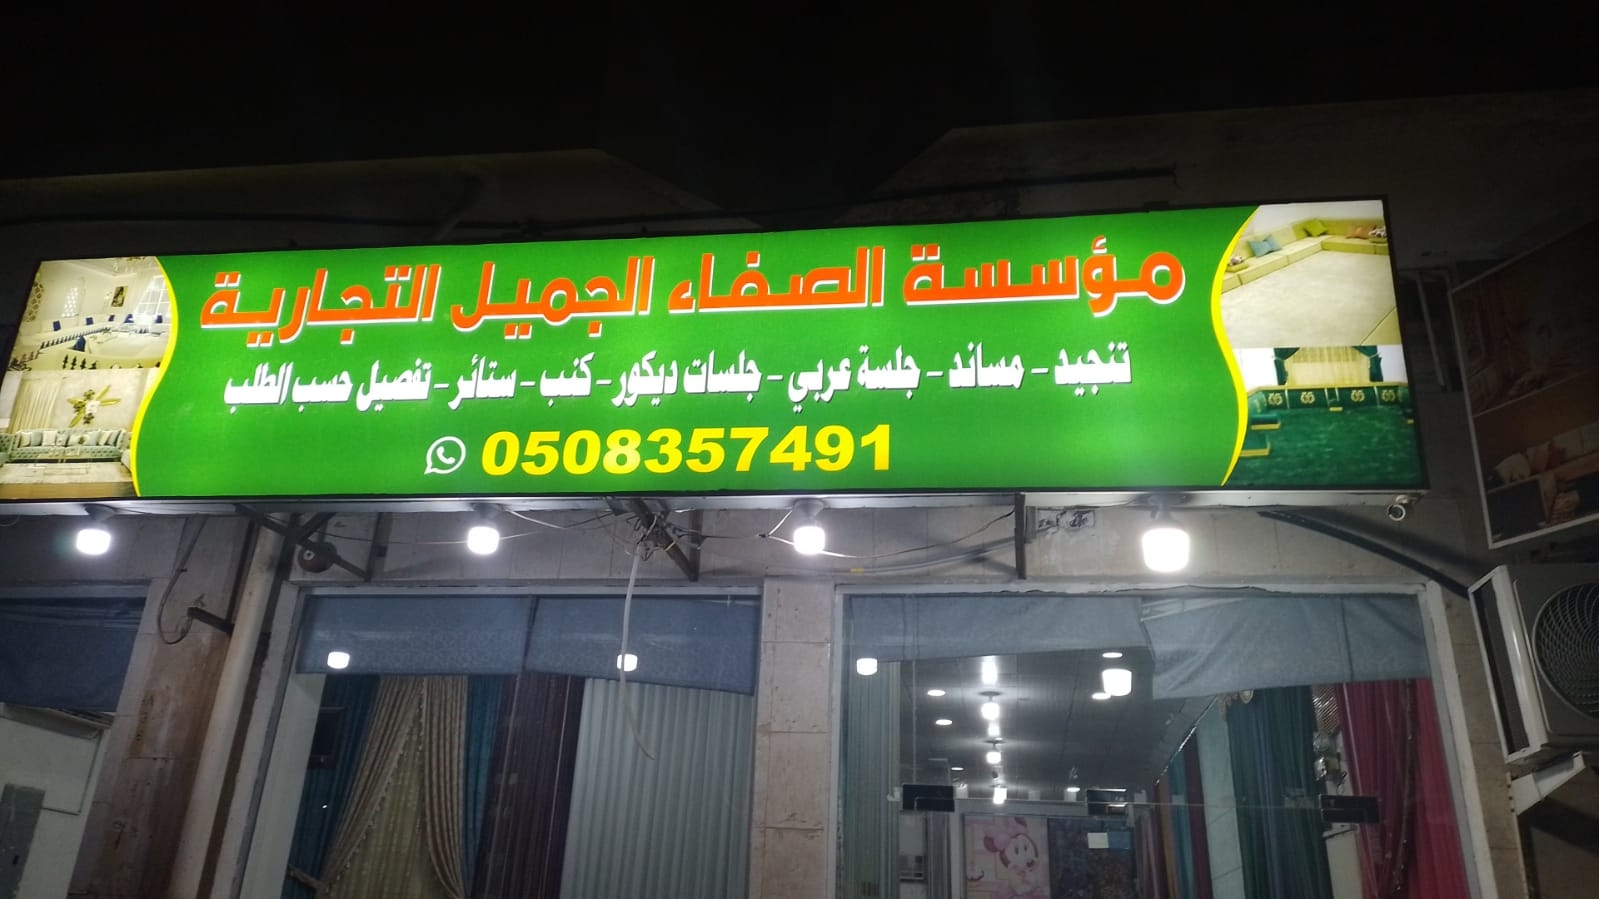 مؤسسة الصفاء الجميل التجارية
تنجيد - مساند - جلسة عربي - جلسات ديكور - كنب - ستائر - تفصيل حسب الطلب
0508357491